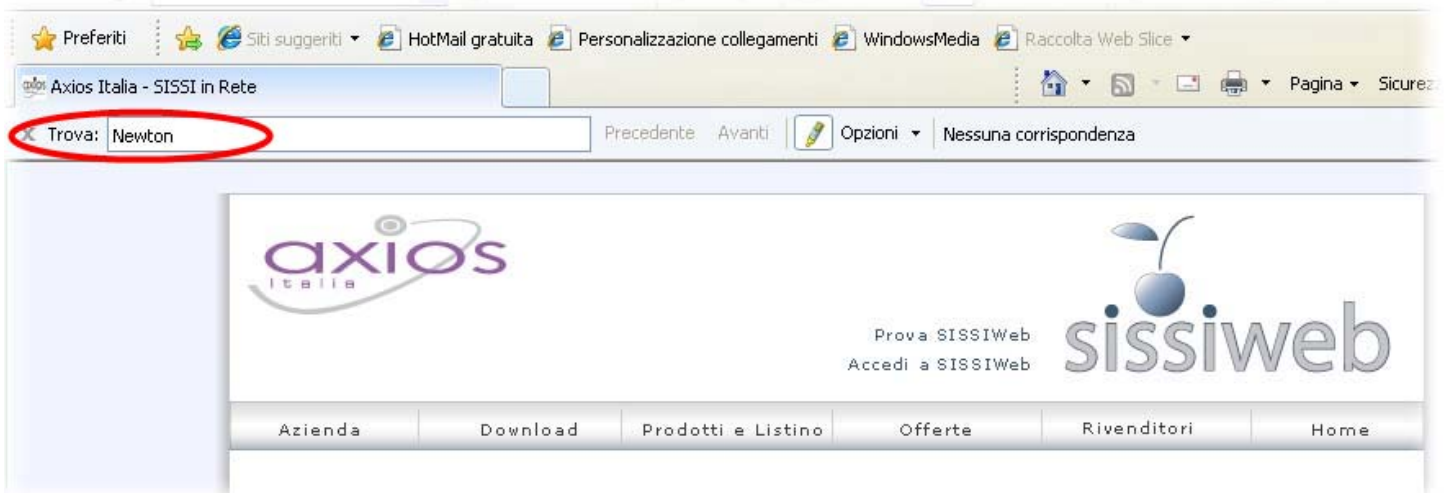 Preferiti Siti suggeriti HotMail gratuita Personalizzazione collegamenti WindowsMedia Raccolta Web Slice
axios Axios Italia - SISSI in Rete Pagina Sicurez
X Trova: Newton Precedente Avanti Opzioni Nessuna corrispondenza
axios
Italia
Prova SISSIWeb
Accedi a SISSIWeb
sissiweb
Azienda Download Prodotti e Listino Offerte Rivenditori Home